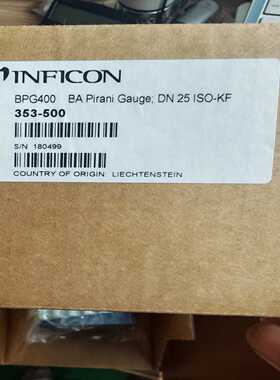 INFICON
BPG400 BA Pirani Gauge; DN 25 ISO-KF
353-500
S/N 180499
COUNTRY OF ORIGIN: LIECHTENSTEIN